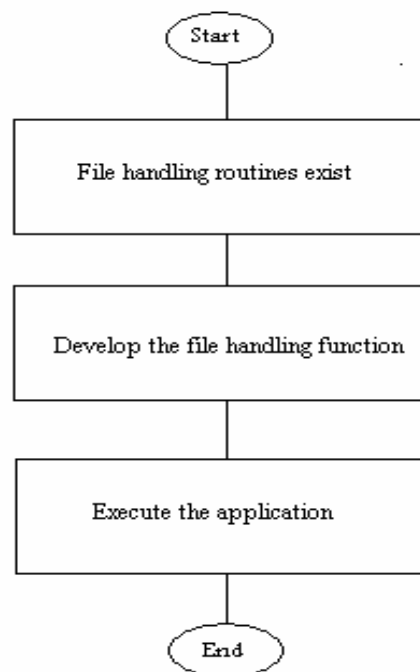 Start
File handling routines exist
Develop the file handling function
Execute the application
End